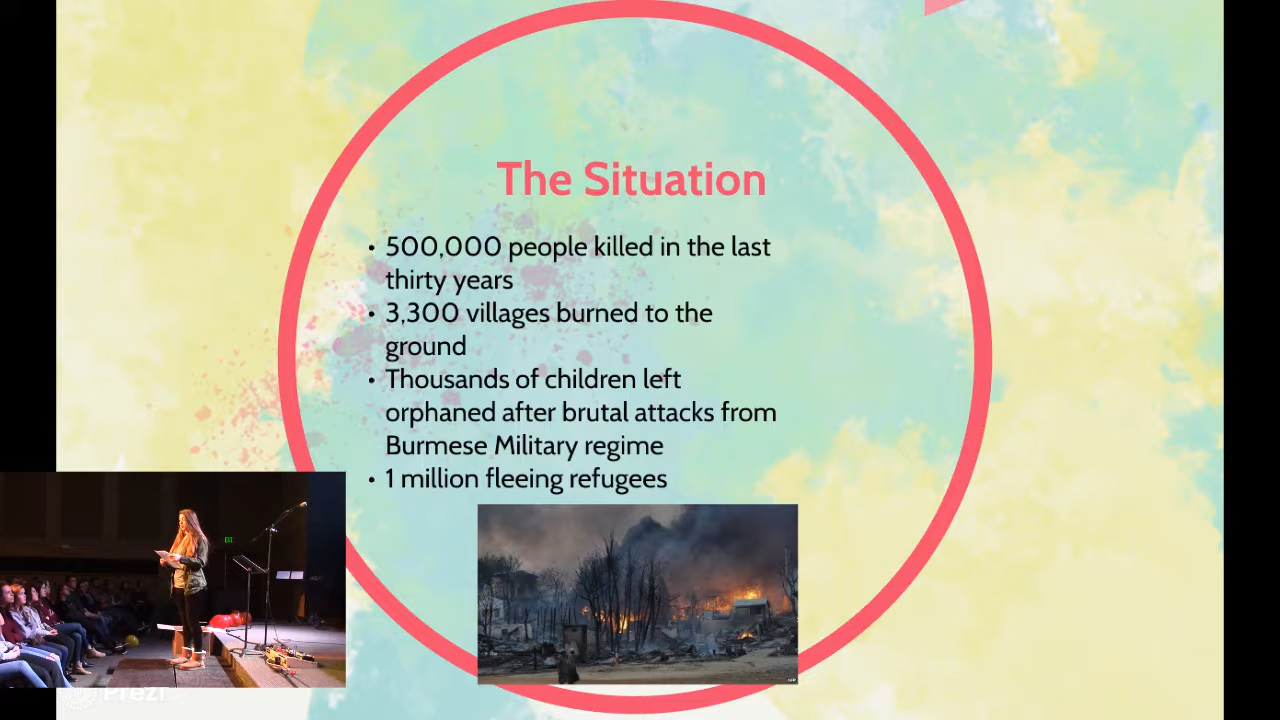 The Situation
• 500,000 people killed in the last
thirty years
• 3,300 villages burned to the
ground
• Thousands of children left
orphaned after brutal attacks from
Burmese Military regime
• 1 million fleeing refugees
EXIT
Prezi